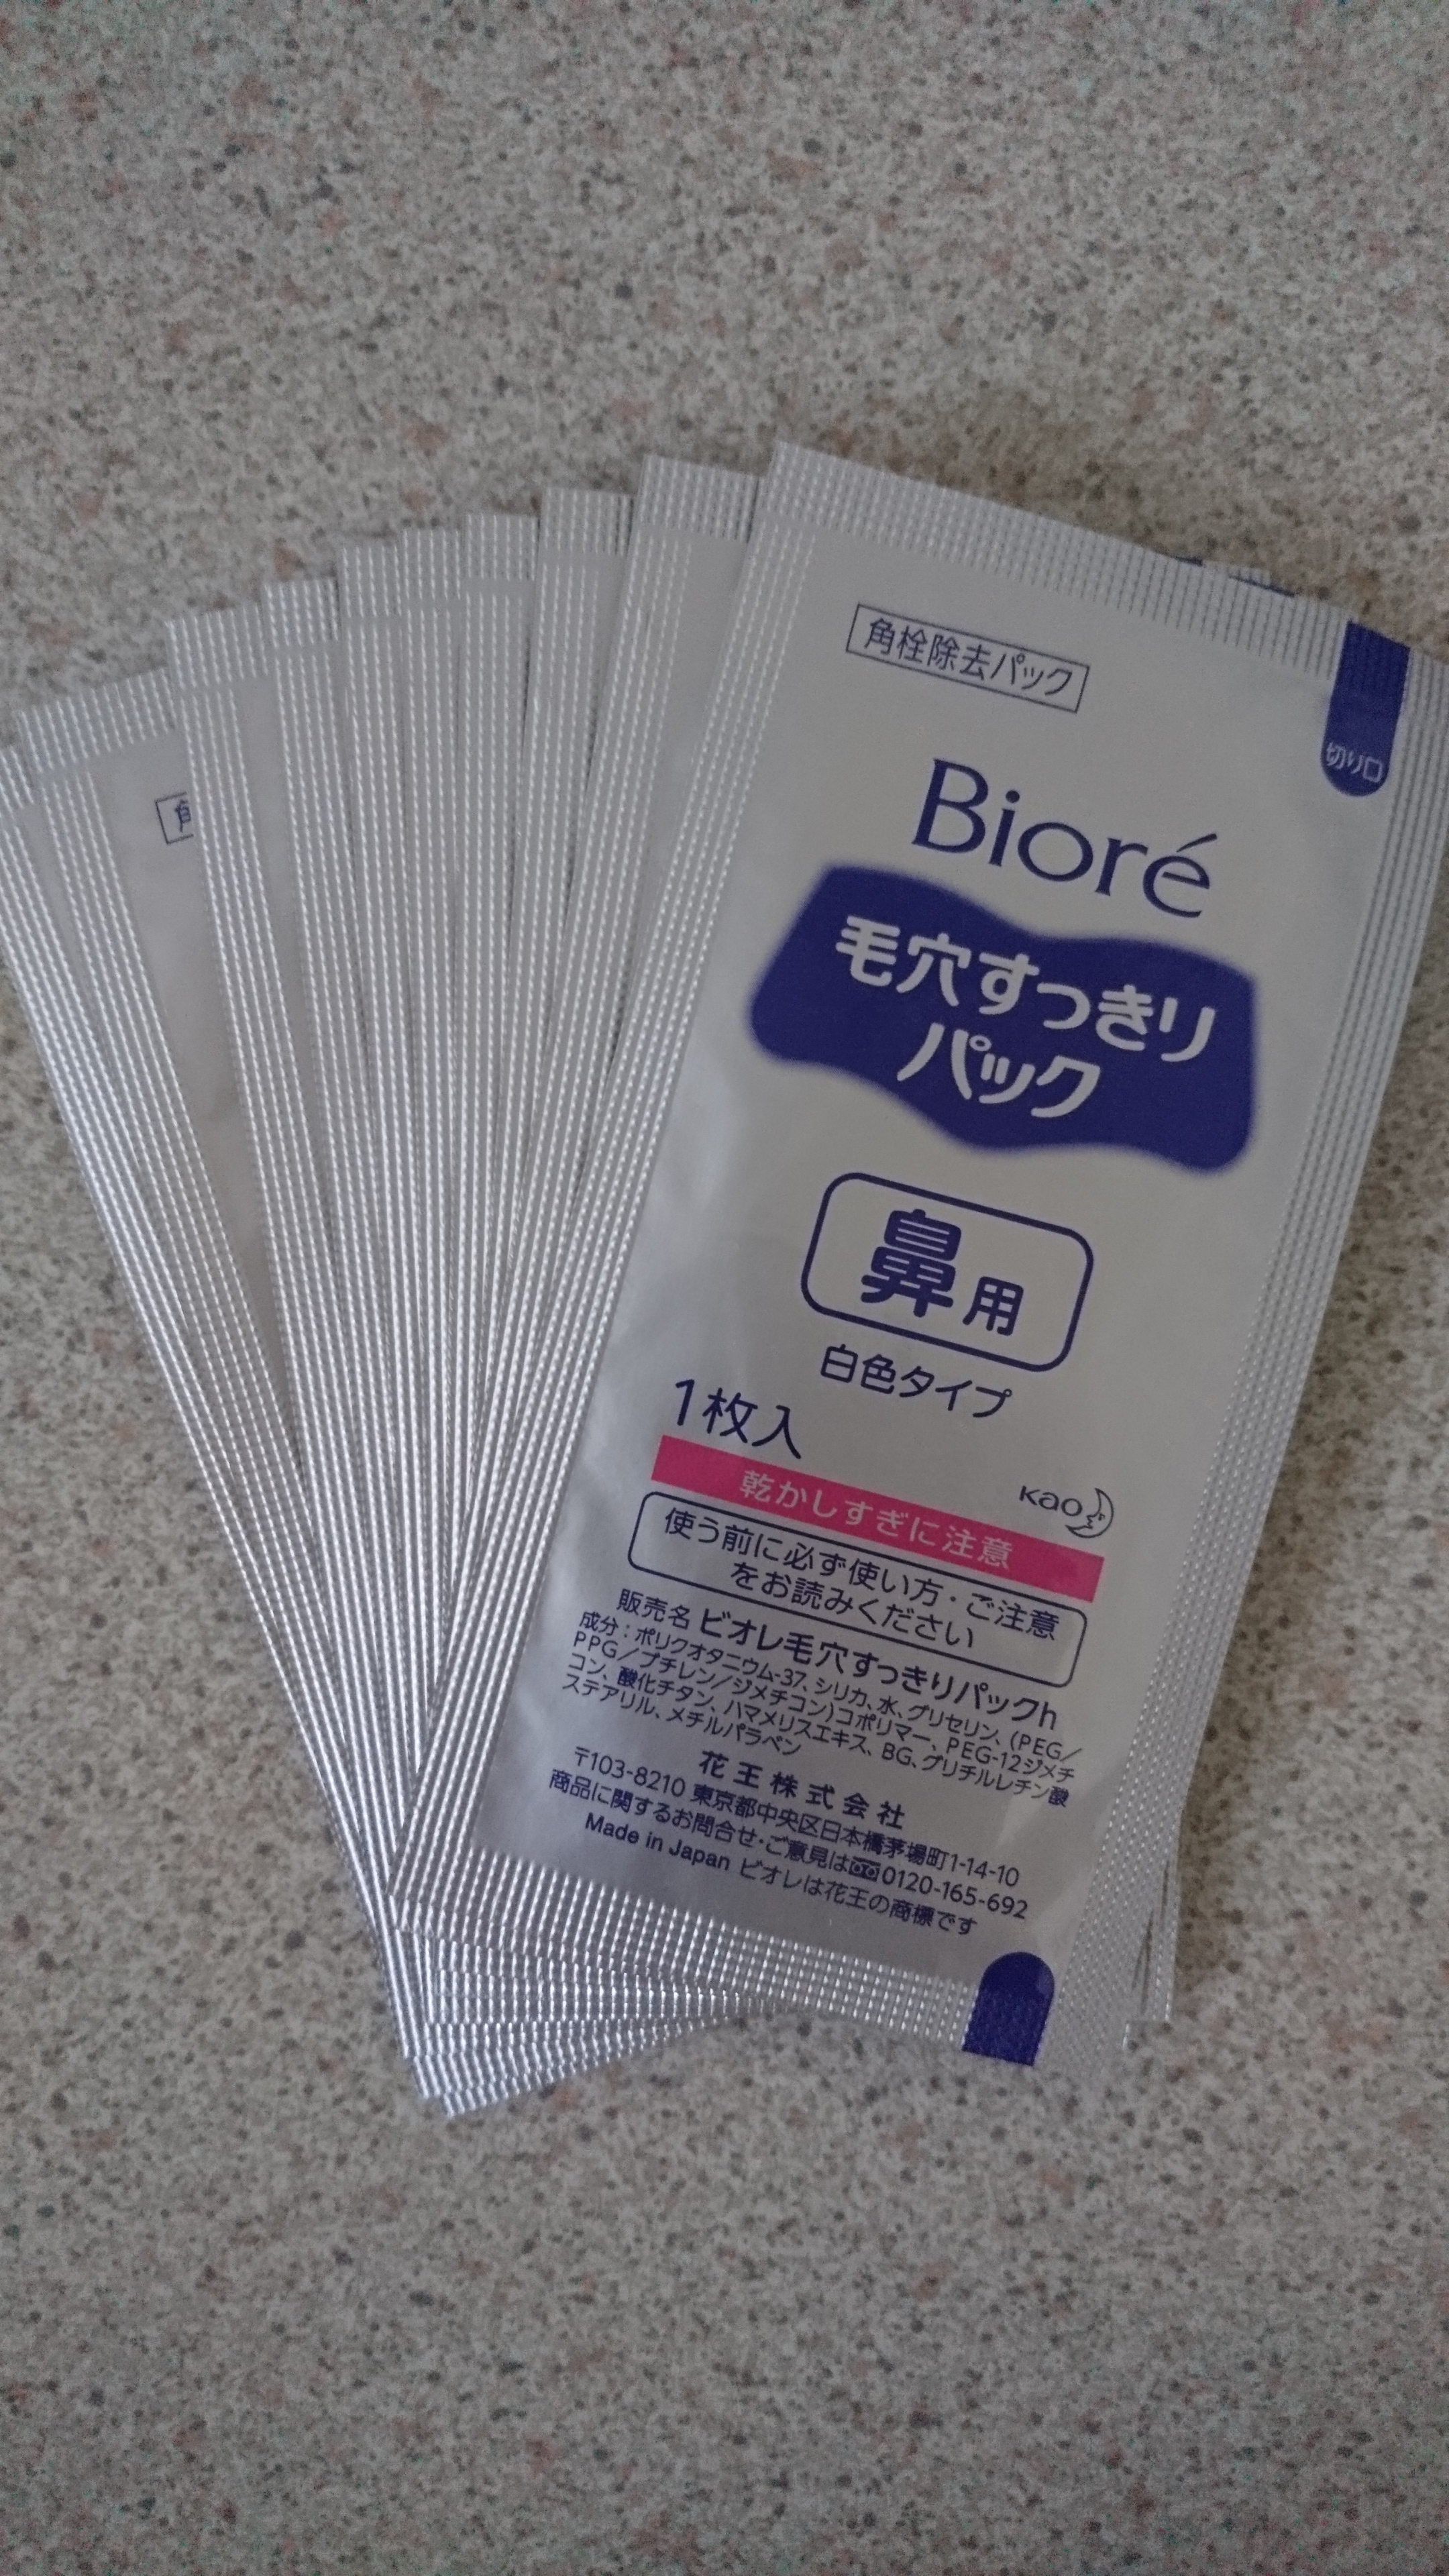 角栓除去パック
切り口
Bioré
毛穴すっきり
パック
鼻用
白色タイプ
1枚入
Kao
乾かしすぎに注意
使う前に必ず使い方・ご注意
をお読みください
販売名 ビオレ毛穴すっきりパックh
成分：ポリクオタニウム-37、シリカ、水、グリセリン、(PEG／
PPG／ブチレン／ジメチコン)コポリマー、PEG-12ジメチ
コン、酸化チタン、ハマメリスエキス、BG、グリチルレチン酸
ステアリル、メチルパラベン
花王株式会社
〒103-8210 東京都中央区日本橋茅場町1-14-10
商品に関するお問合せ・ご意見は0120-165-692
Made in Japan ビオレは花王の商標です
角